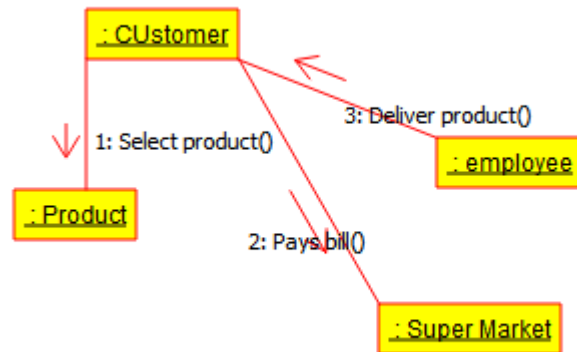 : CUstomer
3: Deliver product()
1: Select product()
: employee
: Product
2: Pays bill()
: Super Market